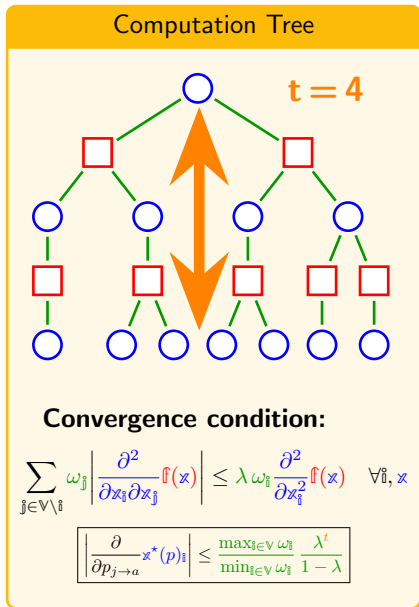 Computation Tree
t = 4
Convergence condition:
∑_{𝕛∈𝕍\𝕚} ω_𝕛 |∂²/(∂𝕩_𝕚∂𝕩_𝕛) 𝕗(𝕩)| ≤ λ ω_𝕚 ∂²/∂𝕩_𝕚² 𝕗(𝕩) ∀𝕚, 𝕩
|∂/∂p_{j→a} 𝕩*(p)_𝕚| ≤ (max_{𝕚∈𝕍} ω_𝕚)/(min_{𝕚∈𝕍} ω_𝕚) λ^t/(1 − λ)